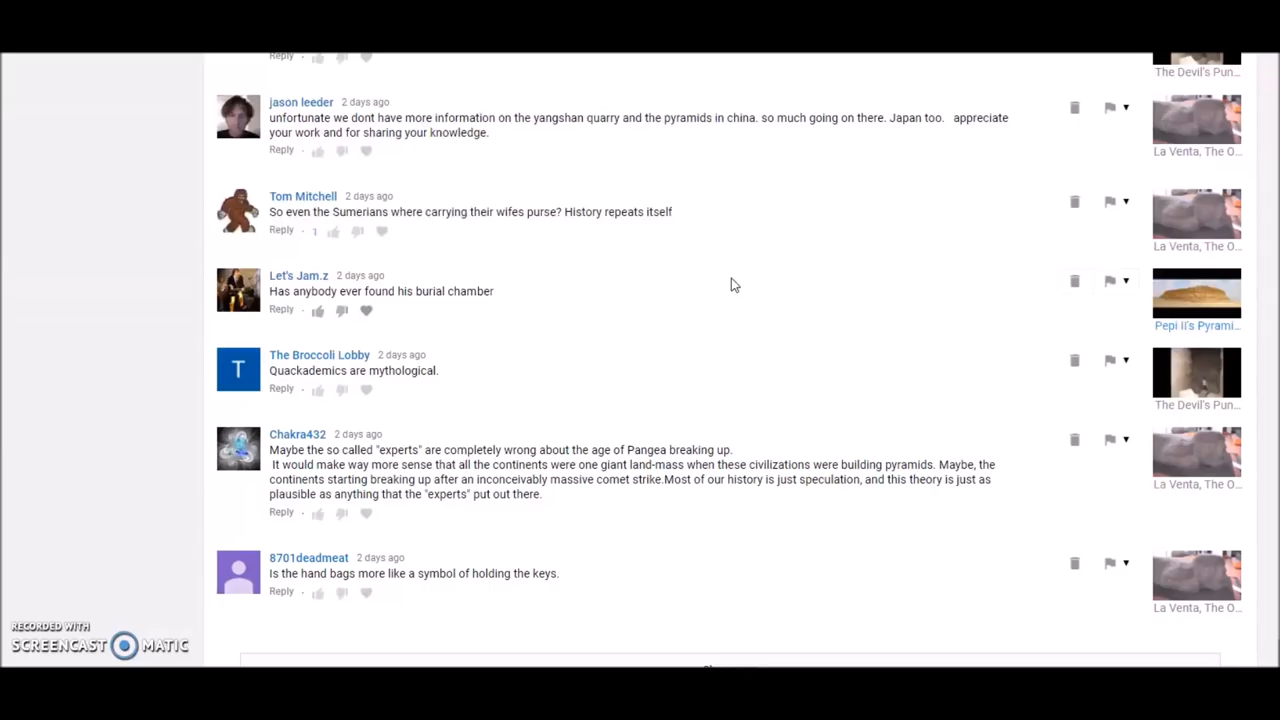 Reply ·
The Devil's Pun...
jason leeder 2 days ago
unfortunate we dont have more information on the yangshan quarry and the pyramids in china. so much going on there. Japan too. appreciate
your work and for sharing your knowledge.
Reply ·
La Venta, The O...
Tom Mitchell 2 days ago
So even the Sumerians where carrying their wifes purse? History repeats itself
Reply · 1
La Venta, The O...
Let's Jam.z 2 days ago
Has anybody ever found his burial chamber
Reply ·
Pepi II's Pyrami...
T
The Broccoli Lobby 2 days ago
Quackademics are mythological.
Reply ·
The Devil's Pun...
Chakra432 2 days ago
Maybe the so called "experts" are completely wrong about the age of Pangea breaking up.
It would make way more sense that all the continents were one giant land-mass when these civilizations were building pyramids. Maybe, the
continents starting breaking up after an inconceivably massive comet strike.Most of our history is just speculation, and this theory is just as
plausible as anything that the "experts" put out there.
Reply ·
La Venta, The O...
8701deadmeat 2 days ago
Is the hand bags more like a symbol of holding the keys.
Reply ·
La Venta, The O...
RECORDED WITH
SCREENCAST MATIC